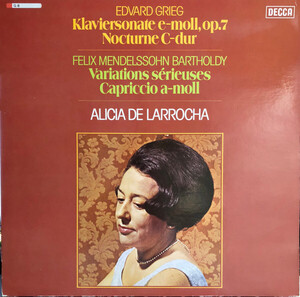 EDVARD GRIEG
Klaviersonate e-moll, op.7
Nocturne C-dur
DECCA
FELIX MENDELSSOHN BARTHOLDY
Variations sérieuses
Capriccio a-moll
ALICIA DE LARROCHA